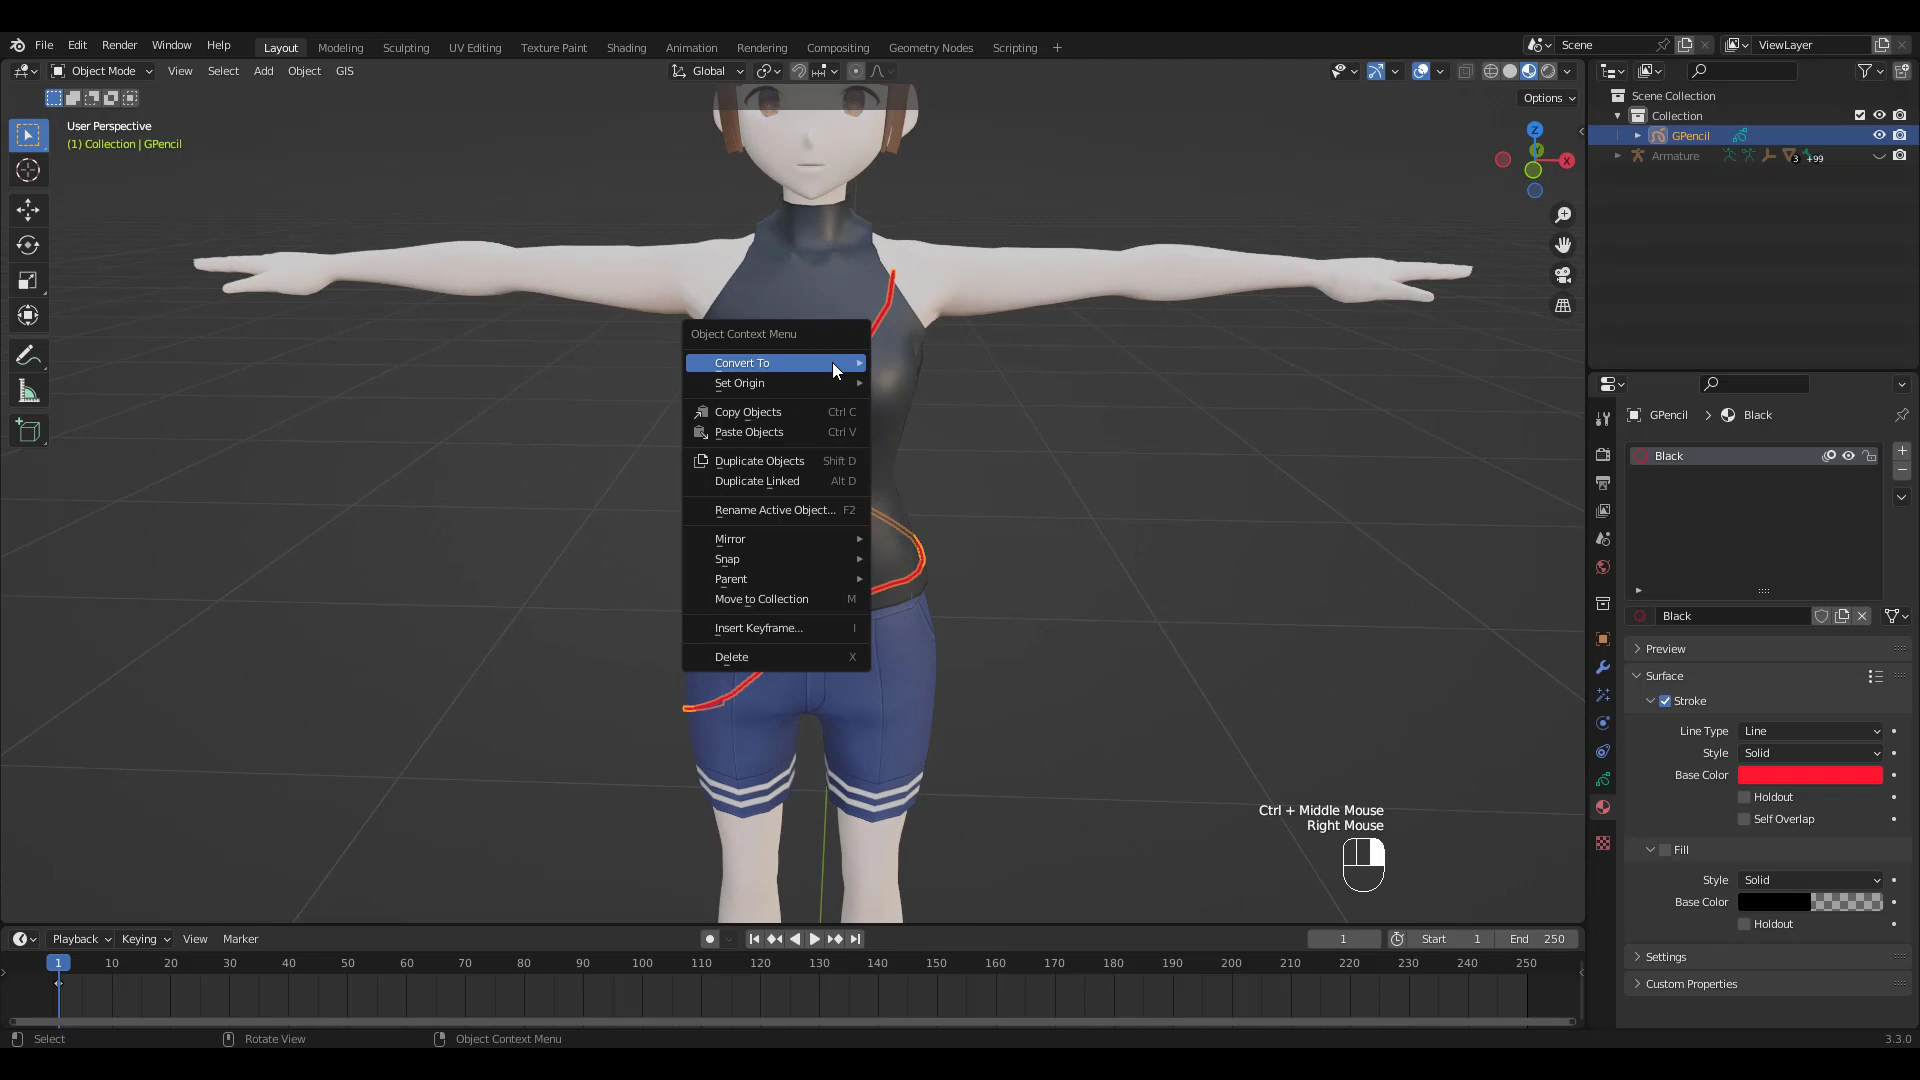 File Edit Render Window Help
Layout Modeling Sculpting UV Editing Texture Paint Shading Animation Rendering Compositing Geometry Nodes Scripting +
Scene
ViewLayer
Object Mode View Select Add Object GIS
Global
Options
User Perspective
(1) Collection | GPencil
Z
Y
X
Scene Collection
Collection
GPencil
Armature
3
+99
Object Context Menu
Convert To
Set Origin
Copy Objects Ctrl C
Paste Objects Ctrl V
Duplicate Objects Shift D
Duplicate Linked Alt D
Rename Active Object... F2
Mirror
Snap
Parent
Move to Collection M
Insert Keyframe... I
Delete X
Ctrl + Middle Mouse
Right Mouse
GPencil > Black
Black
Black
Preview
Surface
Stroke
Line Type Line
Style Solid
Base Color
Holdout
Self Overlap
Fill
Style Solid
Base Color
Holdout
Settings
Custom Properties
Playback Keying View Marker
1 Start 1 End 250
1 10 20 30 40 50 60 70 80 90 100 110 120 130 140 150 160 170 180 190 200 210 220 230 240 250
Select Rotate View Object Context Menu
3.3.0